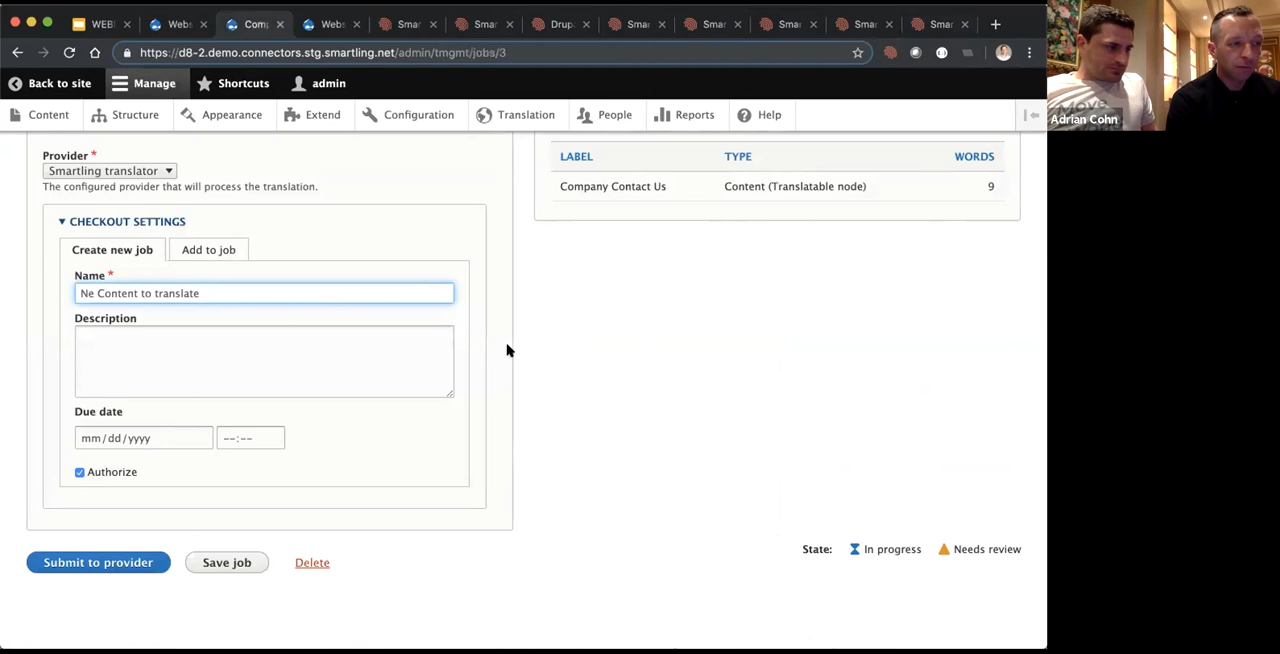 WEBI
Webs
Comp
Webs
Smar
Smar
Drup
Smar
Smar
Smar
Smar
Smar
https://d8-2.demo.connectors.stg.smartling.net/admin/tmgmt/jobs/3
Back to site Manage Shortcuts admin
Content Structure Appearance Extend Configuration Translation People Reports Help
Adrian Cohn
Provider *
Smartling translator
The configured provider that will process the translation.
LABEL TYPE WORDS
Company Contact Us Content (Translatable node) 9
CHECKOUT SETTINGS
Create new job Add to job
Name *
Ne Content to translate
Description
Due date
mm/dd/yyyy --:--
Authorize
Submit to provider Save job Delete
State: In progress Needs review